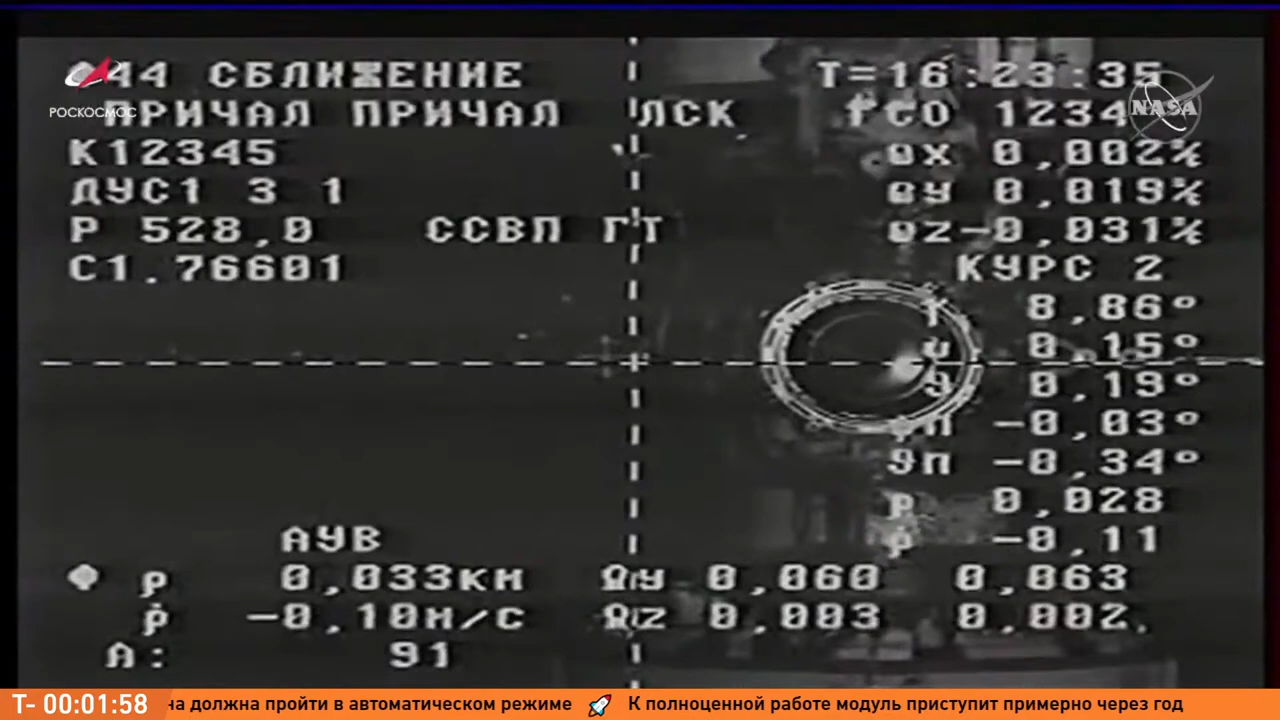 44 СБЛИЖЕНИЕ T=16:23:35
РОСКОСМОС ПРИЧАЛ ПРИЧАЛ ЛСК 1234 NASA
К12345 ωx 0,002%
ДУС1 3 1 ωy 0,019%
Р 528,0 ССВП ГТ ωz-0,031%
С1.76601 КУРС 2
γ 8,86°
ψ 0,15°
ϑ 0,19°
-0,03°
ϑп -0,34°
ρ 0,028
АУВ ρ̇ -0,11
ρ 0,033км Ωy 0,060 0,063
ρ̇ -0,10м/с Ωz 0,003 0,002
А: 91
T- 00:01:58 на должна пройти в автоматическом режиме 🚀 К полноценной работе модуль приступит примерно через год